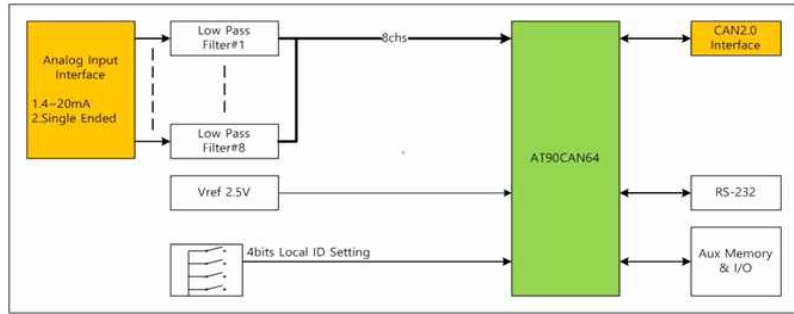 Analog Input
Interface
1.4~20mA
2.Single Ended
Low Pass
Filter#1
Low Pass
Filter#8
8chs
Vref 2.5V
4bits Local ID Setting
AT90CAN64
CAN2.0
Interface
RS-232
Aux Memory
& I/O